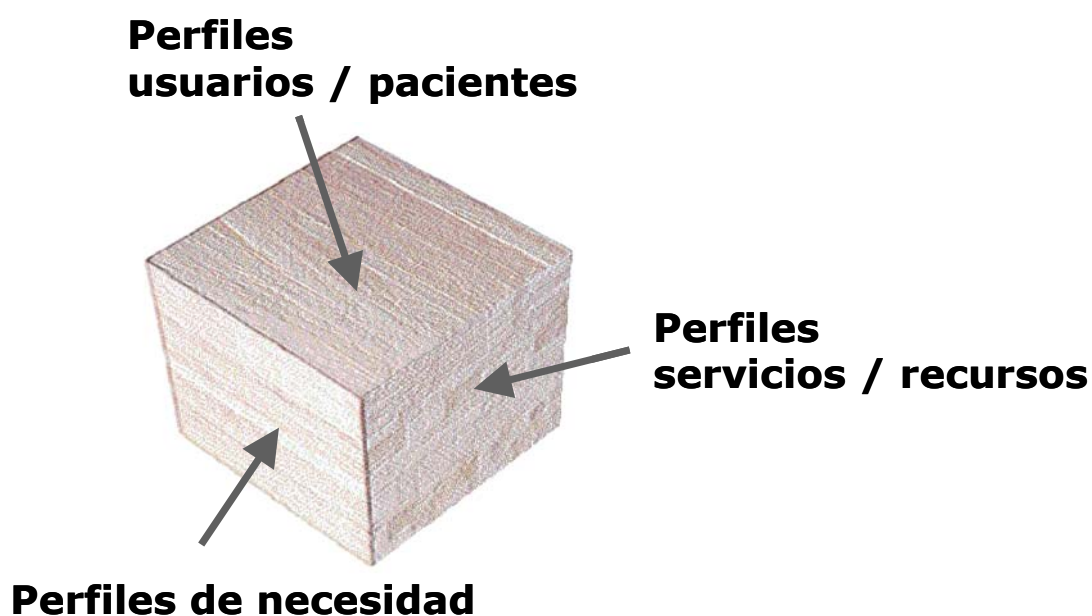 Perfiles
usuarios / pacientes
Perfiles
servicios / recursos
Perfiles de necesidad